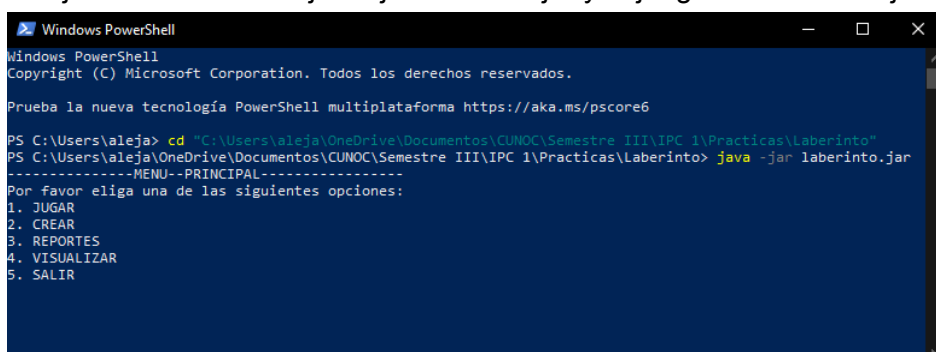 Windows PowerShell
Windows PowerShell
Copyright (C) Microsoft Corporation. Todos los derechos reservados.
Prueba la nueva tecnología PowerShell multiplataforma https://aka.ms/pscore6
PS C:\Users\aleja> cd "C:\Users\aleja\OneDrive\Documentos\CUNOC\Semestre III\IPC 1\Practicas\Laberinto"
PS C:\Users\aleja\OneDrive\Documentos\CUNOC\Semestre III\IPC 1\Practicas\Laberinto> java -jar laberinto.jar
---------------MENU--PRINCIPAL-----------------
Por favor eliga una de las siguientes opciones:
1. JUGAR
2. CREAR
3. REPORTES
4. VISUALIZAR
5. SALIR